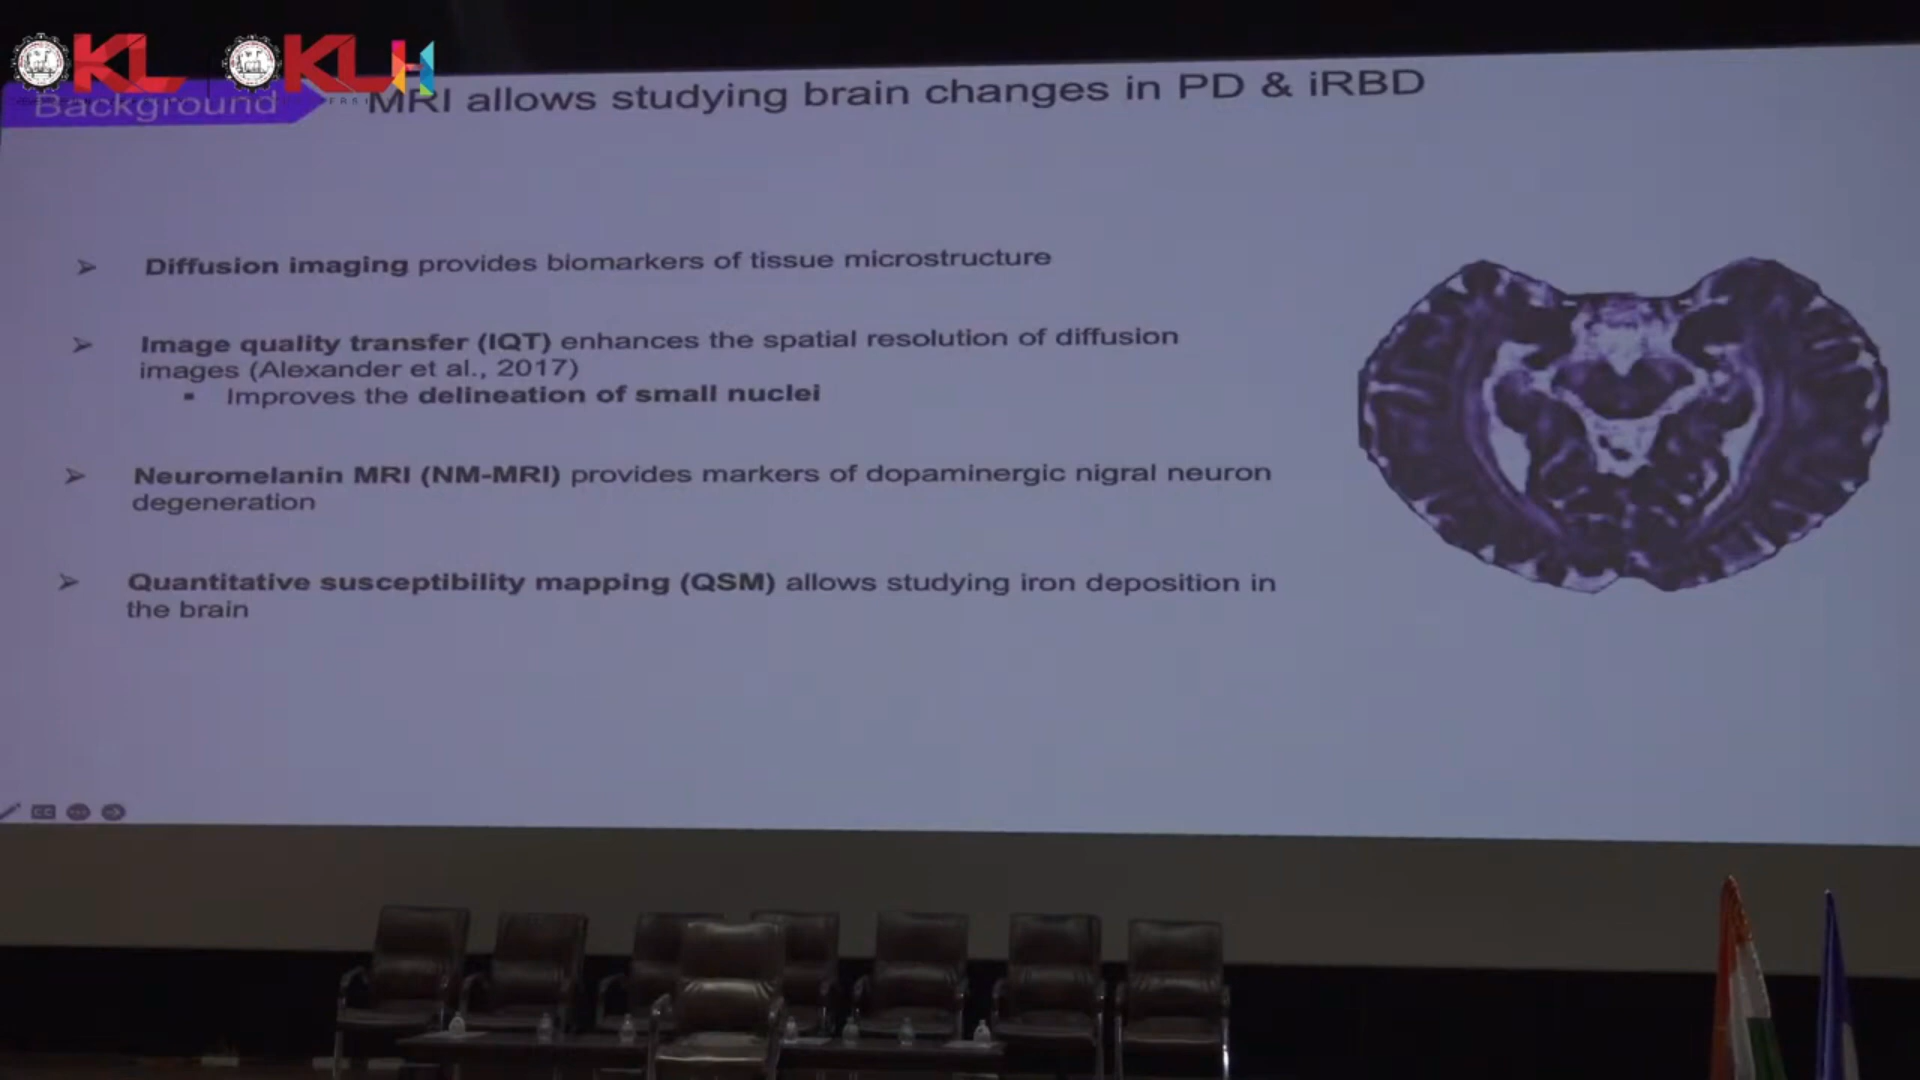 KL KLH
Background
MRI allows studying brain changes in PD & iRBD
Diffusion imaging provides biomarkers of tissue microstructure
Image quality transfer (IQT) enhances the spatial resolution of diffusion
images (Alexander et al., 2017)
Improves the delineation of small nuclei
Neuromelanin MRI (NM-MRI) provides markers of dopaminergic nigral neuron
degeneration
Quantitative susceptibility mapping (QSM) allows studying iron deposition in
the brain
CC